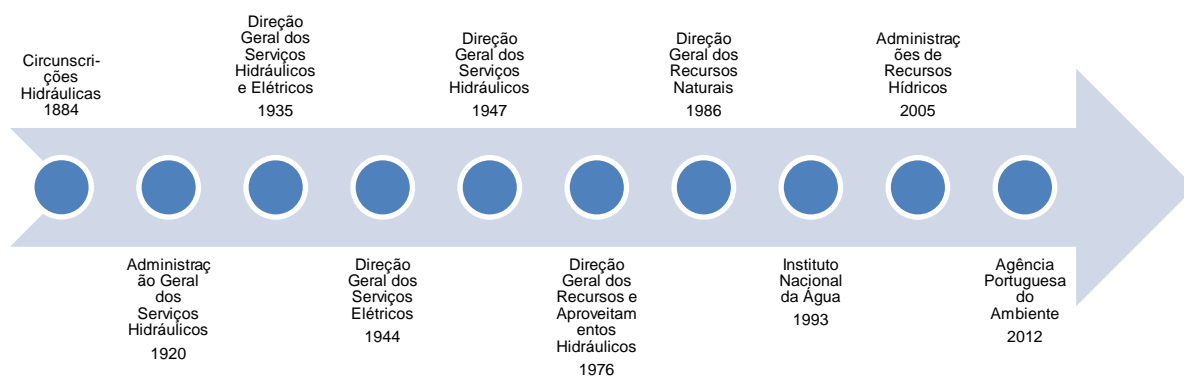 Circunscri-
ções
Hidráulicas
1884
Administraç
ão Geral
dos
Serviços
Hidráulicos
1920
Direção
Geral dos
Serviços
Hidráulicos
e Elétricos
1935
Direção
Geral dos
Serviços
Elétricos
1944
Direção
Geral dos
Serviços
Hidráulicos
1947
Direção
Geral dos
Recursos e
Aproveitam
entos
Hidráulicos
1976
Direção
Geral dos
Recursos
Naturais
1986
Instituto
Nacional
da Água
1993
Administraç
ões de
Recursos
Hídricos
2005
Agência
Portuguesa
do
Ambiente
2012